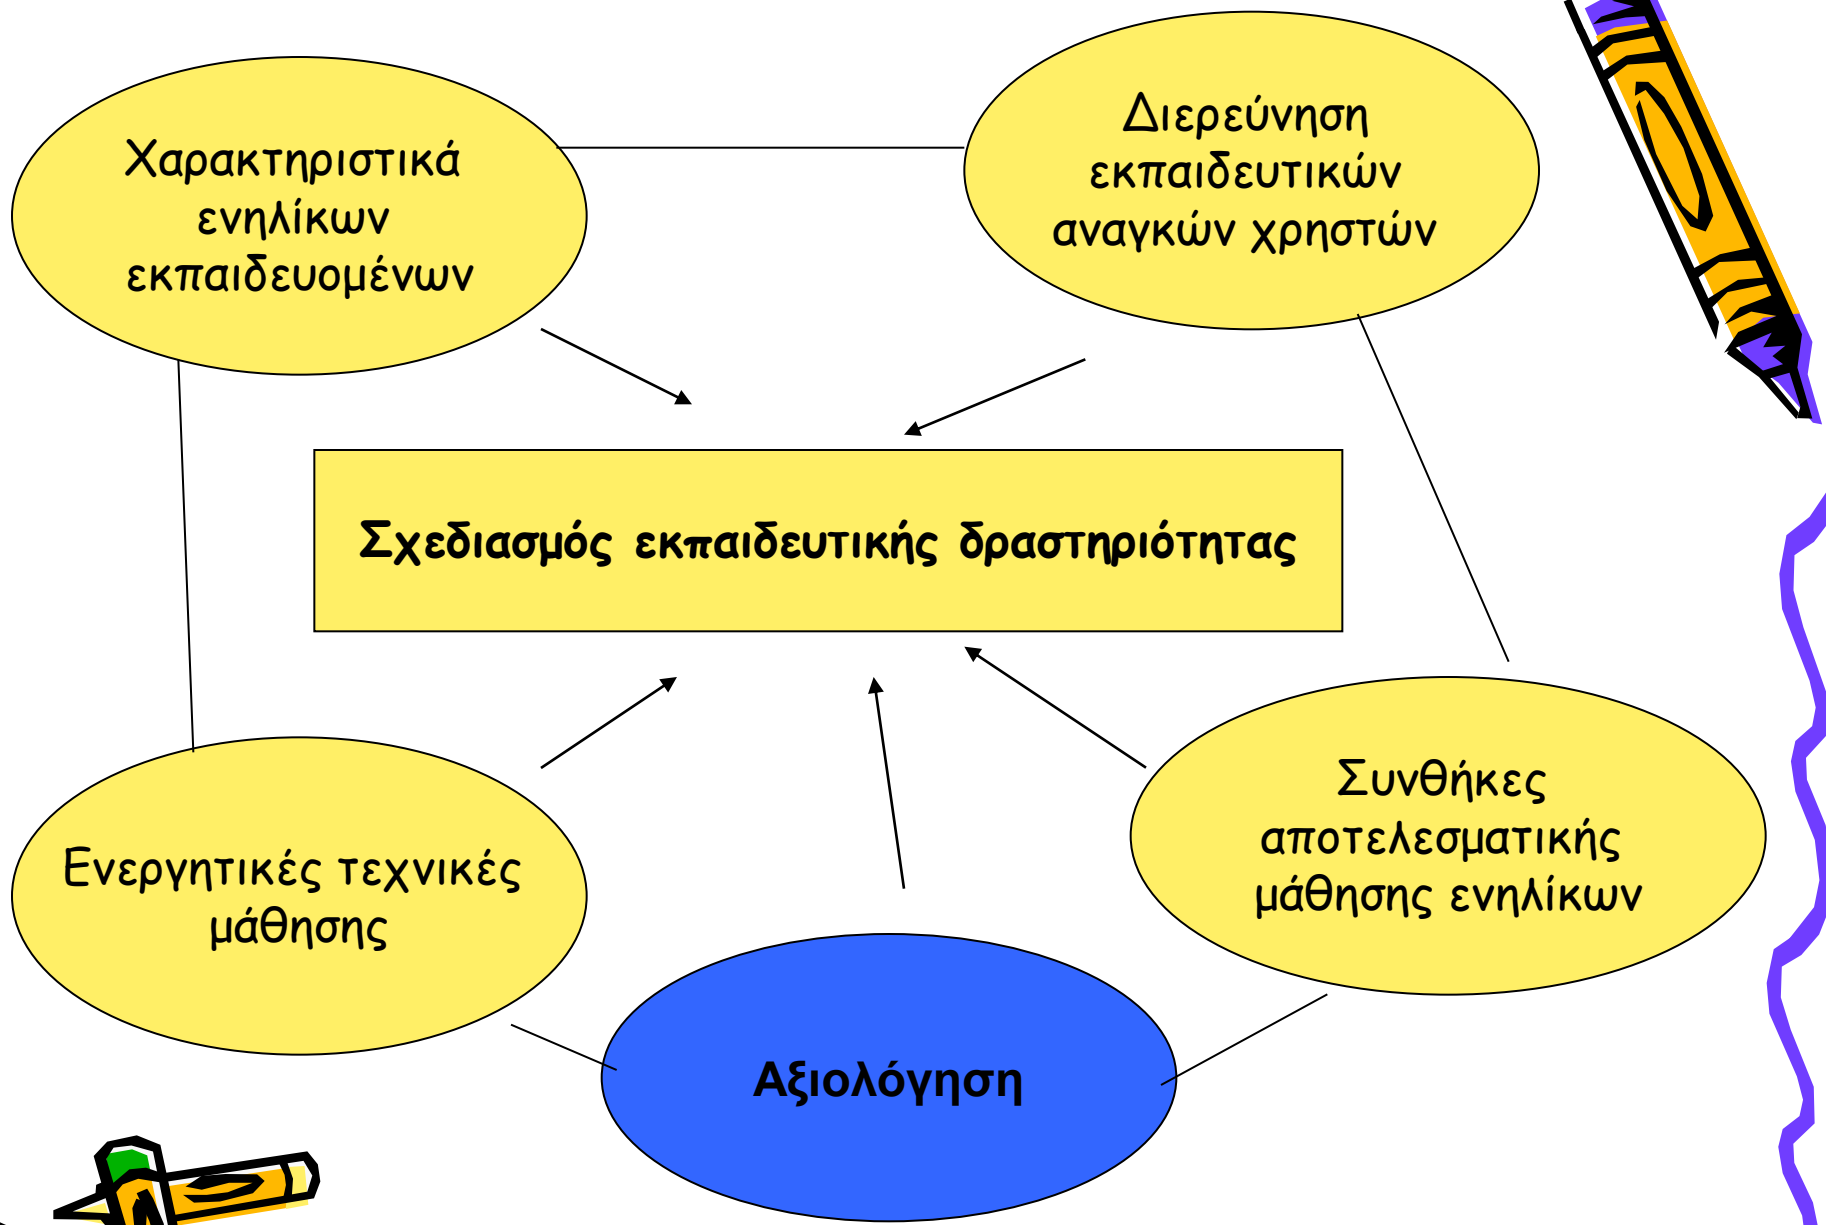 Χαρακτηριστικά
ενηλίκων
εκπαιδευομένων
Διερεύνηση
εκπαιδευτικών
αναγκών χρηστών
Σχεδιασμός εκπαιδευτικής δραστηριότητας
Ενεργητικές τεχνικές
μάθησης
Συνθήκες
αποτελεσματικής
μάθησης ενηλίκων
Αξιολόγηση